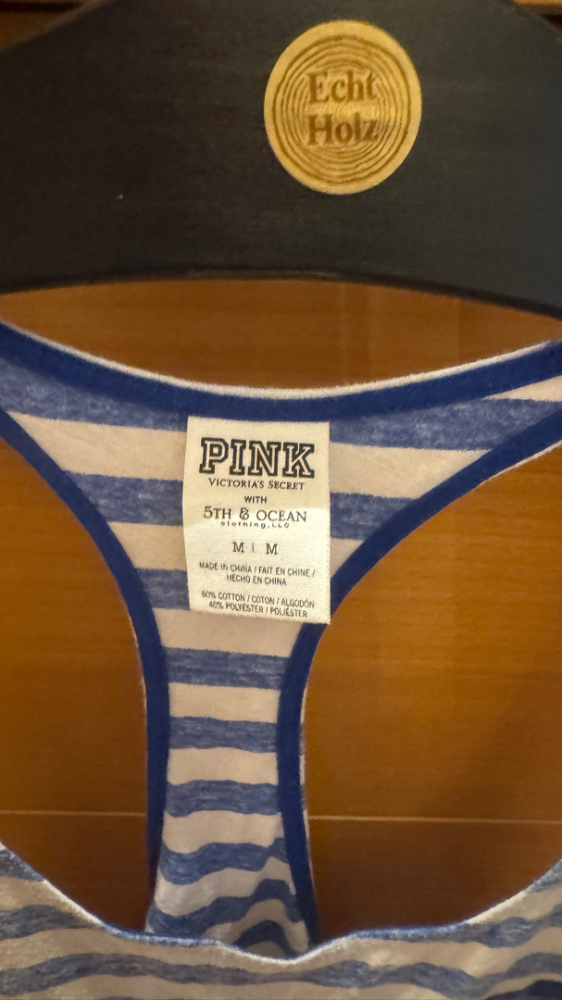 Echt
Holz
PINK
VICTORIA'S SECRET
WITH
5TH & OCEAN
clothing, LLC
M | M
MADE IN CHINA / FAIT EN CHINE /
HECHO EN CHINA
60% COTTON / COTON / ALGODÓN
40% POLYESTER / POLIÉSTER